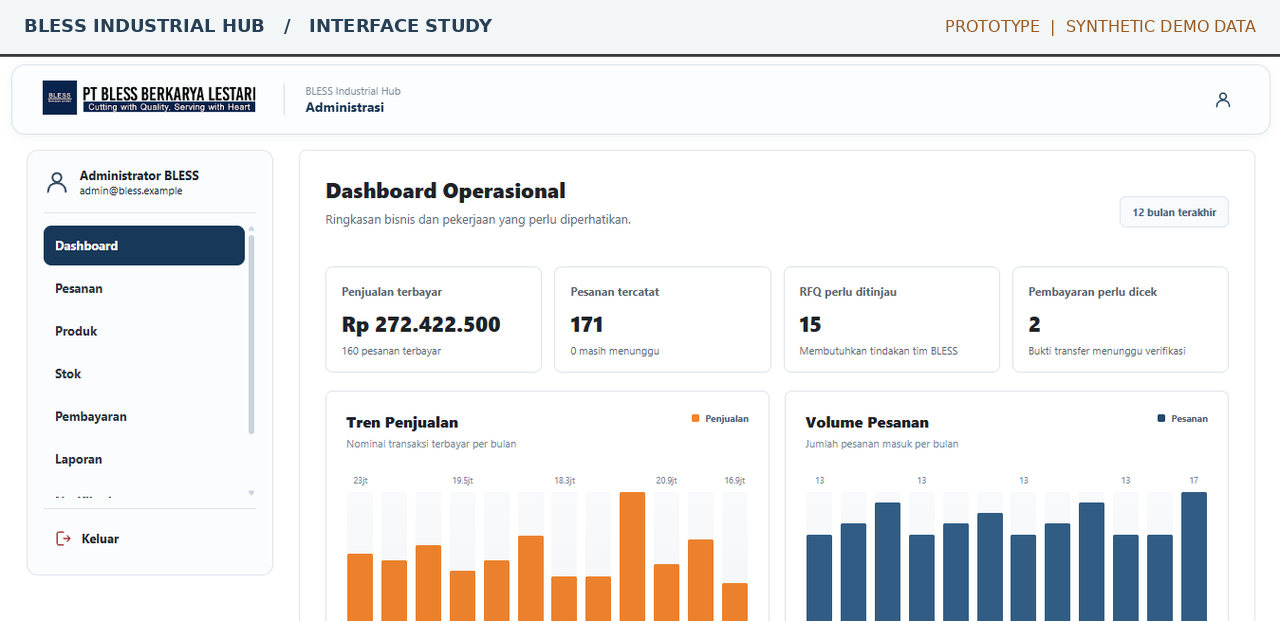 BLESS INDUSTRIAL HUB / INTERFACE STUDY
PROTOTYPE | SYNTHETIC DEMO DATA
BLESS
PT BLESS BERKARYA LESTARI
Cutting with Quality, Serving with Heart
BLESS Industrial Hub
Administrasi
Administrator BLESS
admin@bless.example
Dashboard
Pesanan
Produk
Stok
Pembayaran
Laporan
Keluar
Dashboard Operasional
Ringkasan bisnis dan pekerjaan yang perlu diperhatikan.
12 bulan terakhir
Penjualan terbayar
Rp 272.422.500
160 pesanan terbayar
Pesanan tercatat
171
0 masih menunggu
RFQ perlu ditinjau
15
Membutuhkan tindakan tim BLESS
Pembayaran perlu dicek
2
Bukti transfer menunggu verifikasi
Tren Penjualan
Penjualan
Nominal transaksi terbayar per bulan
23jt 19.5jt 18.3jt 20.9jt 16.9jt
Volume Pesanan
Pesanan
Jumlah pesanan masuk per bulan
13 13 13 13 17